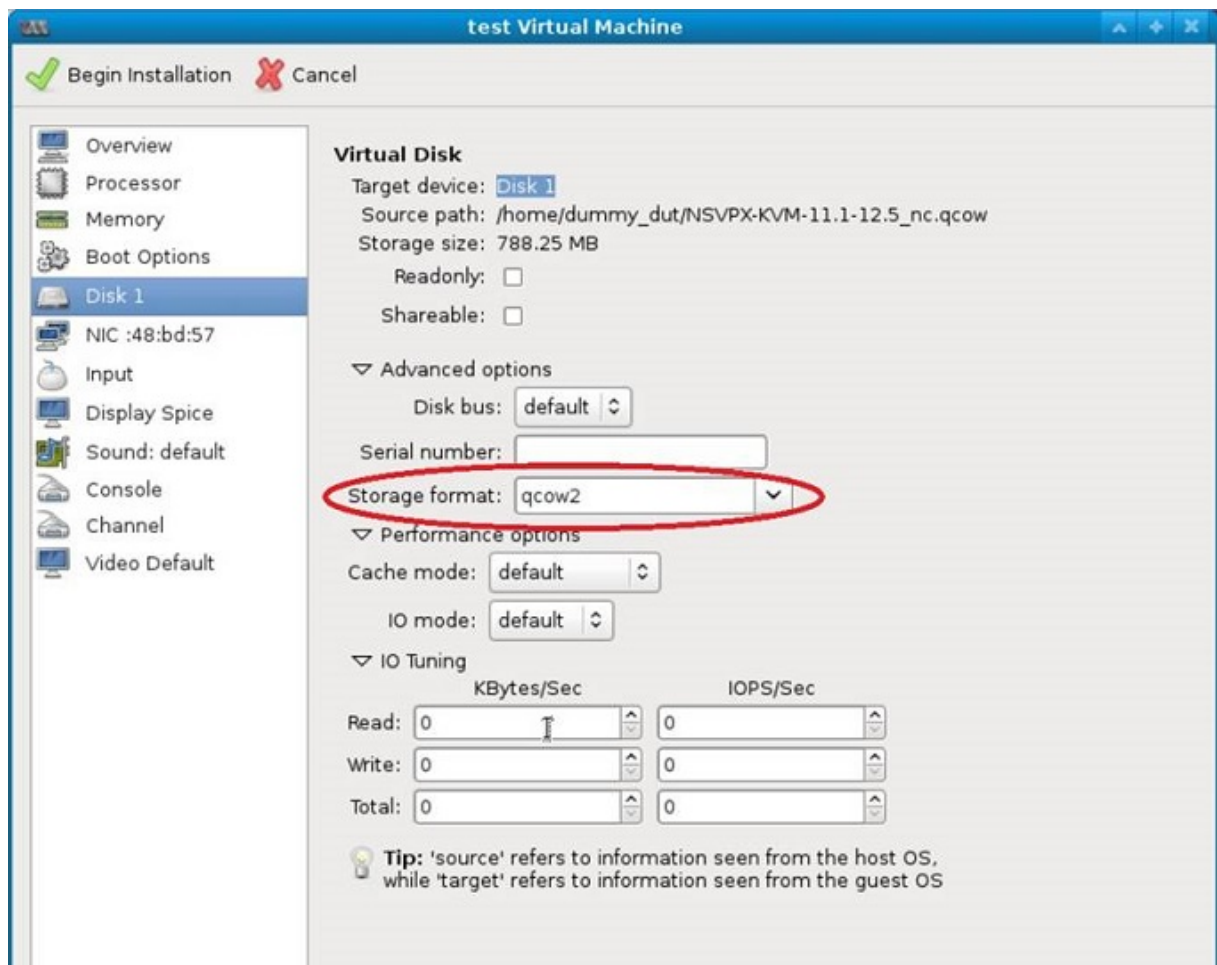 test Virtual Machine
Begin Installation
Cancel
Overview
Processor
Memory
Boot Options
Disk 1
NIC :48:bd:57
Input
Display Spice
Sound: default
Console
Channel
Video Default
Virtual Disk
Target device: Disk 1
Source path: /home/dummy_dut/NSVPX-KVM-11.1-12.5_nc.qcow
Storage size: 788.25 MB
Readonly:
Shareable:
Advanced options
Disk bus: default
Serial number:
Storage format: qcow2
Performance options
Cache mode: default
IO mode: default
IO Tuning
KBytes/Sec IOPS/Sec
Read: 0 0
Write: 0 0
Total: 0 0
Tip: 'source' refers to information seen from the host OS,
while 'target' refers to information seen from the guest OS